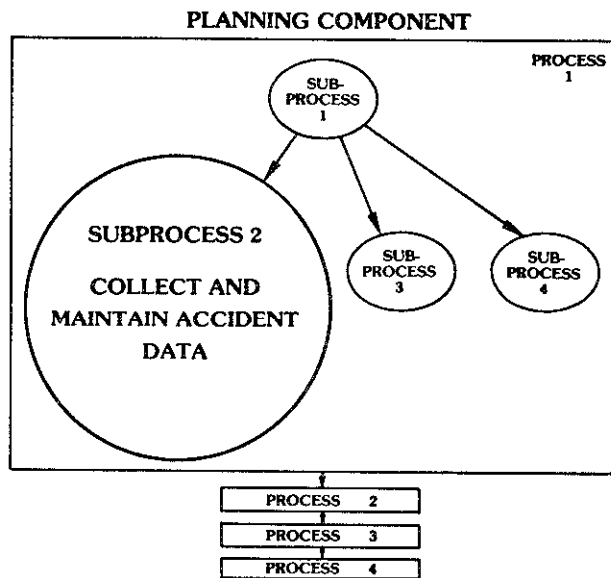 PLANNING COMPONENT
PROCESS
1
SUB-
PROCESS
1
SUBPROCESS 2
COLLECT AND
MAINTAIN ACCIDENT
DATA
SUB-
PROCESS
3
SUB-
PROCESS
4
PROCESS 2
PROCESS 3
PROCESS 4